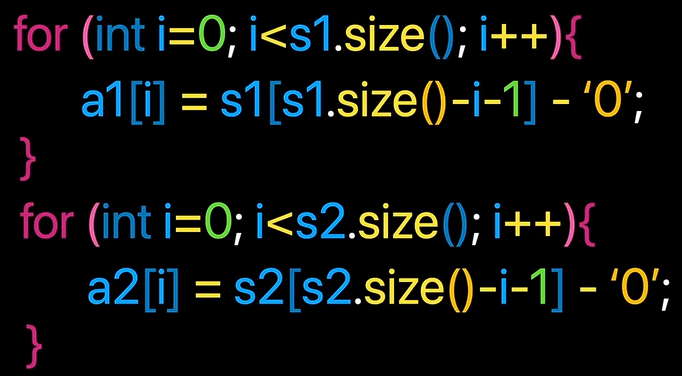 for (int i=0; i<s1.size(); i++){
a1[i] = s1[s1.size()-i-1] - ‘0’;
}
for (int i=0; i<s2.size(); i++){
a2[i] = s2[s2.size()-i-1] - ‘0’;
}